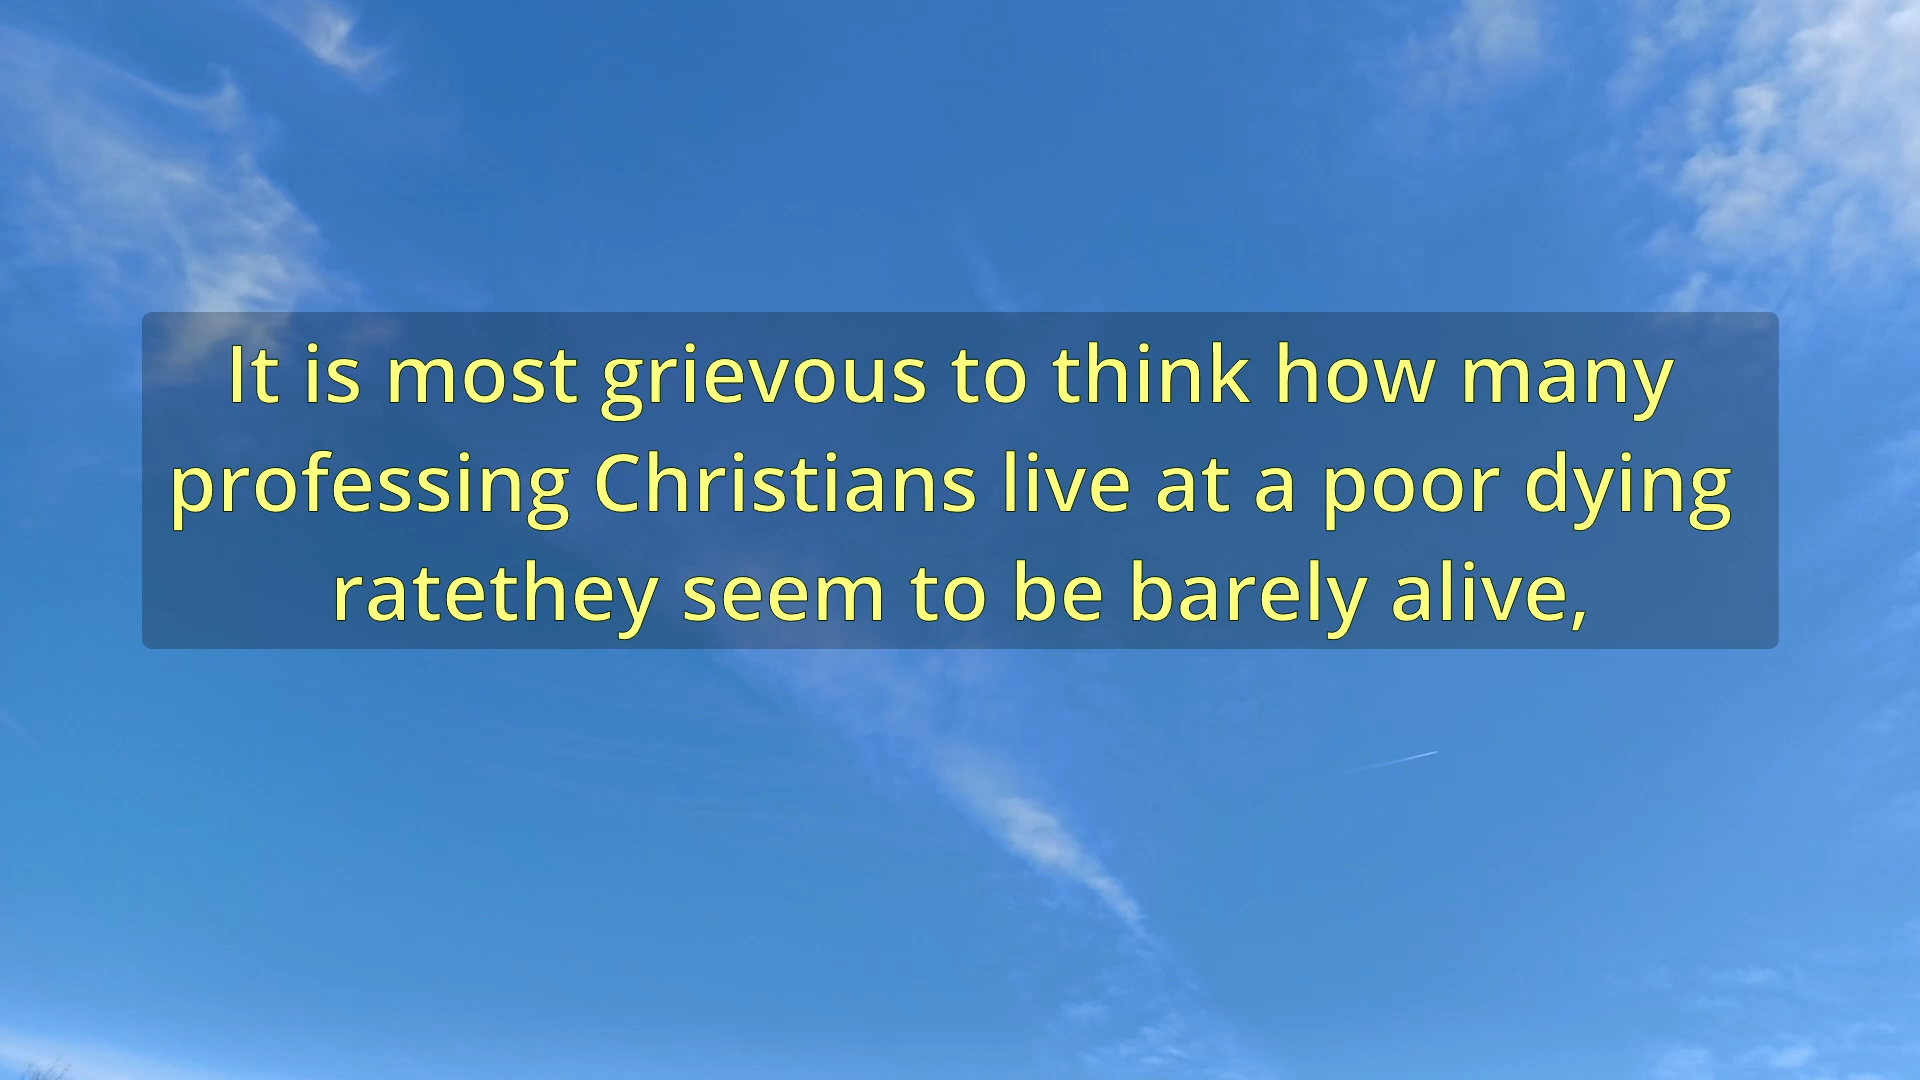 It is most grievous to think how many
professing Christians live at a poor dying
ratethey seem to be barely alive,